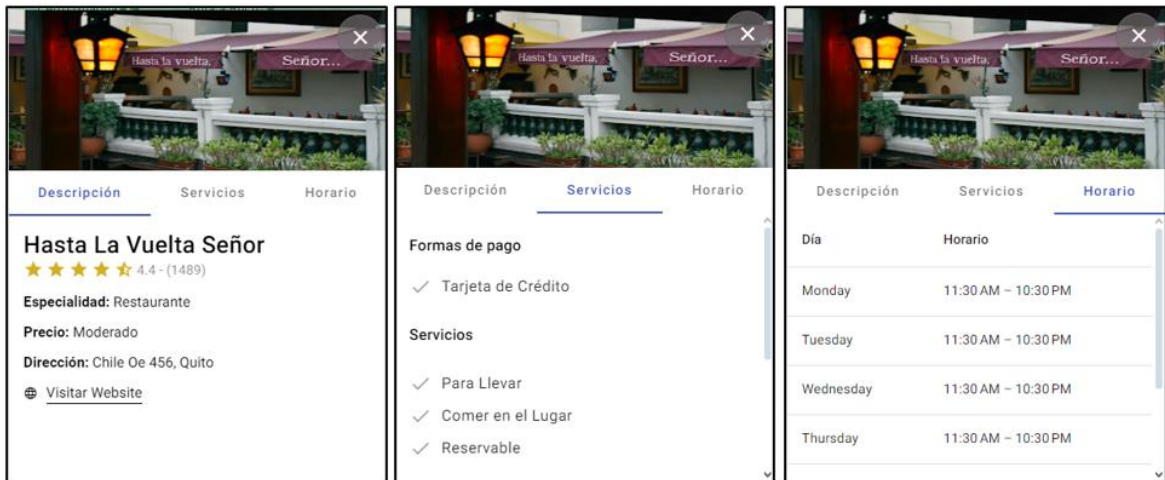 Hasta la vuelta,
Señor...
Descripción
Servicios
Horario
Hasta La Vuelta Señor
4.4 - (1489)
Especialidad: Restaurante
Precio: Moderado
Dirección: Chile Oe 456, Quito
Visitar Website
Hasta la vuelta,
Señor...
Descripción
Servicios
Horario
Formas de pago
Tarjeta de Crédito
Servicios
Para Llevar
Comer en el Lugar
Reservable
Hasta la vuelta,
Señor...
Descripción
Servicios
Horario
Día Horario
Monday 11:30 AM – 10:30 PM
Tuesday 11:30 AM – 10:30 PM
Wednesday 11:30 AM – 10:30 PM
Thursday 11:30 AM – 10:30 PM